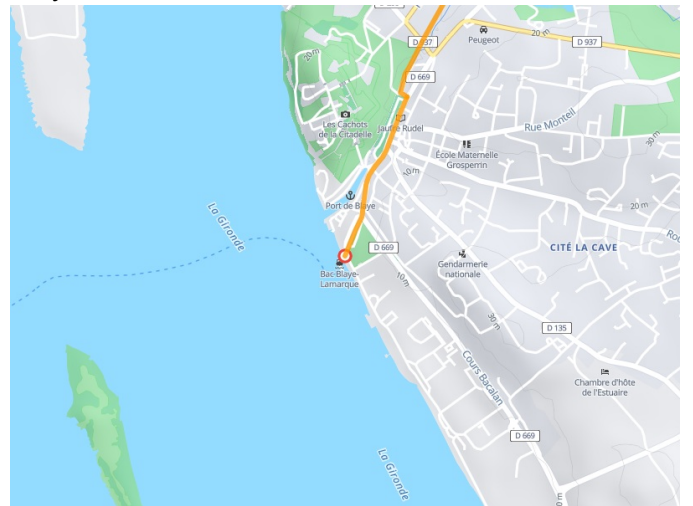 D 937
20 m
Peugeot
D 937
D 669
20 m
Les Cachots
de la Citadelle
Jaufre Rudel
Rue Monteil
30 m
École Maternelle
Grosperrin
10 m
Port de Blaye
20 m
La Gironde
D 669
CITÉ LA CAVE
Gendarmerie
nationale
Bac Blaye-
Lamarque
10 m
30 m
D 135
Cours Bacalan
Chambre d'hôte
de l'Estuaire
D 669
La Gironde